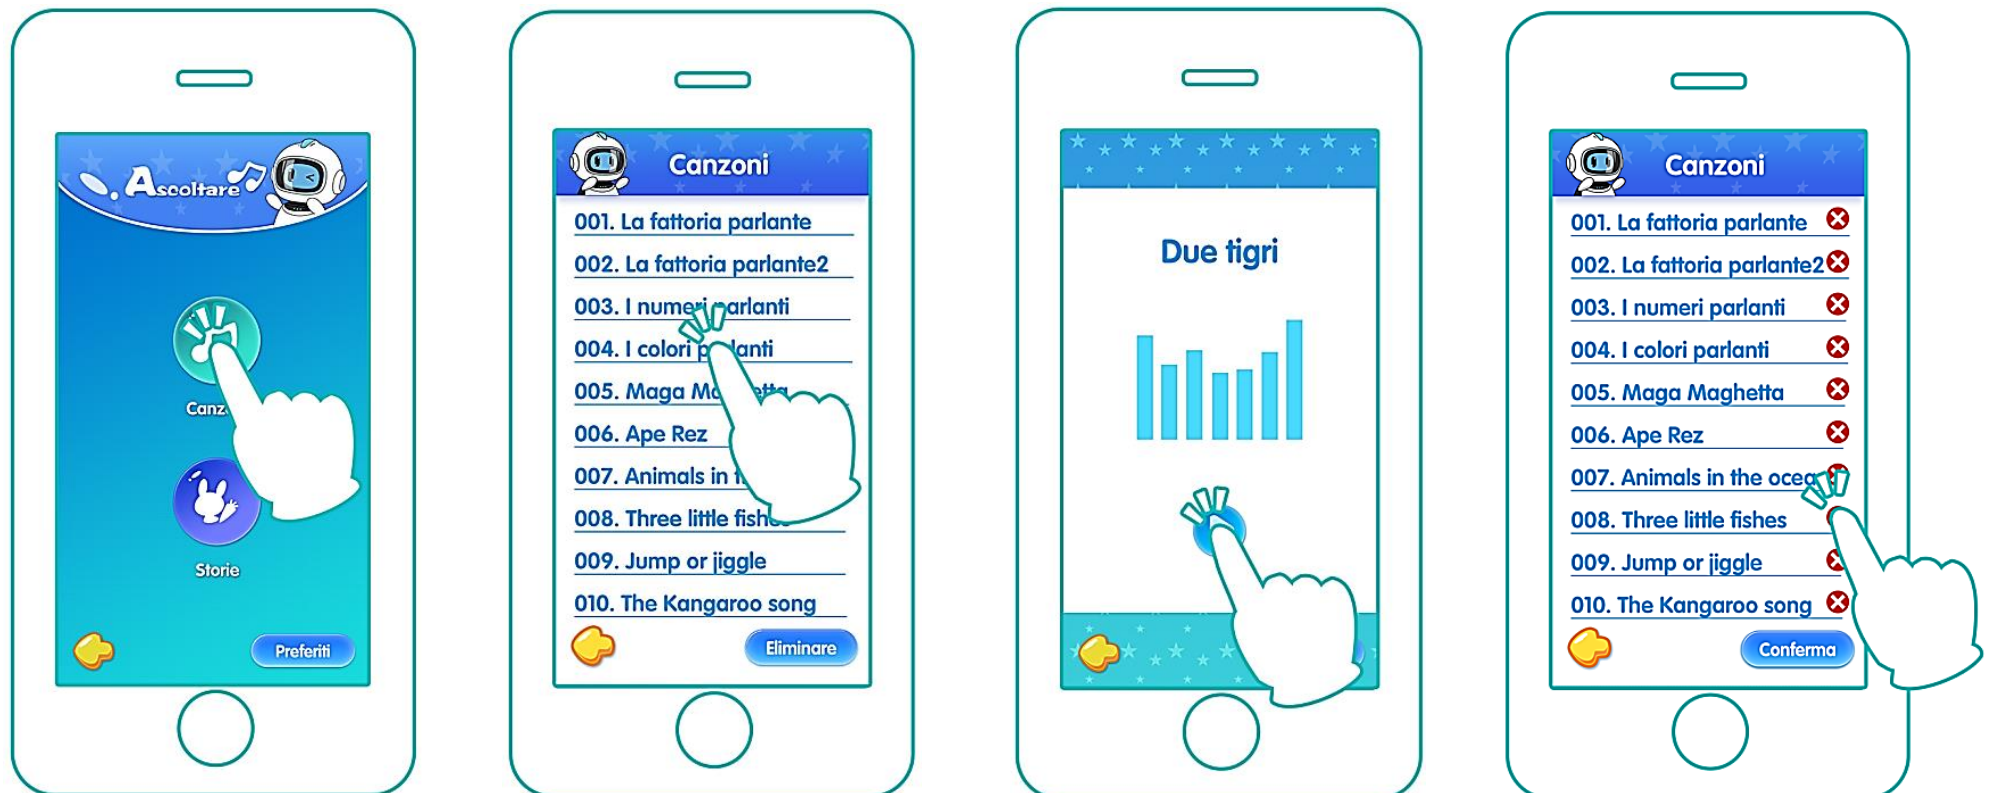 Ascoltare
Storie
Preferiti
Canzoni
001. La fattoria parlante
002. La fattoria parlante2
003. I numeri parlanti
004. I colori parlanti
005. Maga
006. Ape Rez
007. Animals in
008. Three little fishes
009. Jump or jiggle
010. The Kangaroo song
Eliminare
Due tigri
Canzoni
001. La fattoria parlante
002. La fattoria parlante2
003. I numeri parlanti
004. I colori parlanti
005. Maga Maghetta
006. Ape Rez
007. Animals in the ocean
008. Three little fishes
009. Jump or jiggle
010. The Kangaroo song
Conferma